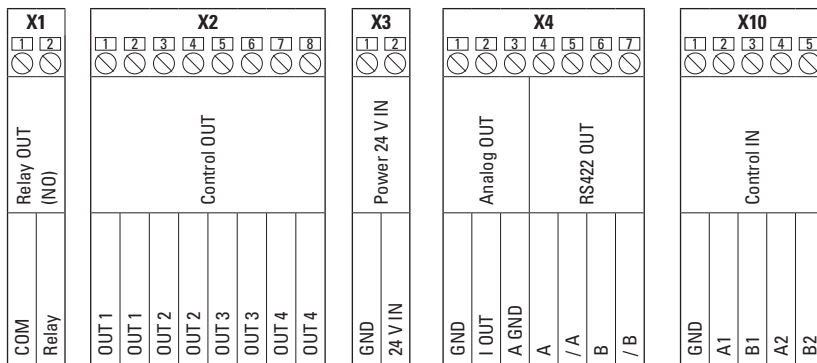 X1
1 2
Relay OUT
(NO)
COM
Relay
X2
1 2 3 4 5 6 7 8
Control OUT
OUT 1
OUT 1
OUT 2
OUT 2
OUT 3
OUT 3
OUT 4
OUT 4
X3
1 2
Power 24 V IN
GND
24 V IN
X4
1 2 3 4 5 6 7
Analog OUT
RS422 OUT
GND
I OUT
A GND
A
/ A
B
/ B
X10
1 2 3 4 5
Control IN
GND
A1
B1
A2
B2